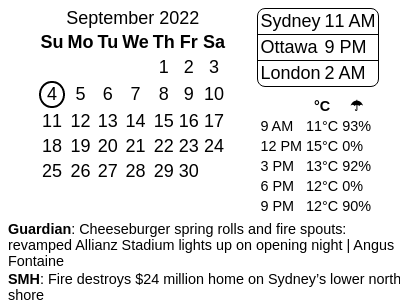 September 2022
Su Mo Tu We Th Fr Sa
1 2 3
4 5 6 7 8 9 10
11 12 13 14 15 16 17
18 19 20 21 22 23 24
25 26 27 28 29 30
Sydney 11 AM
Ottawa 9 PM
London 2 AM
°C ☂
9 AM 11°C 93%
12 PM 15°C 0%
3 PM 13°C 92%
6 PM 12°C 0%
9 PM 12°C 90%
Guardian: Cheeseburger spring rolls and fire spouts:
revamped Allianz Stadium lights up on opening night | Angus
Fontaine
SMH: Fire destroys $24 million home on Sydney’s lower north
shore